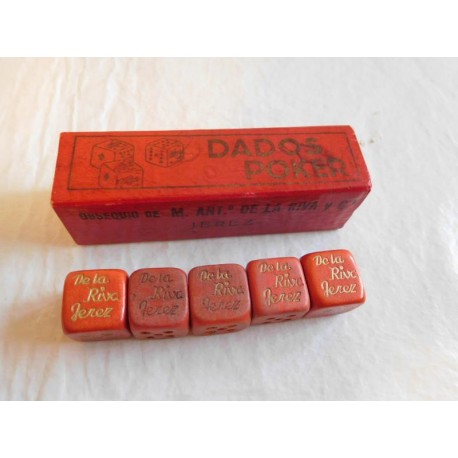 DADOS
POKER
OBSEQUIO DE M. ANT.ª DE LA RIVA y
De la
Riva
Jerez
De la
Riva
Jerez
De la
Riva
Jerez
De la
Riva
Jerez
De la
Riva
Jerez